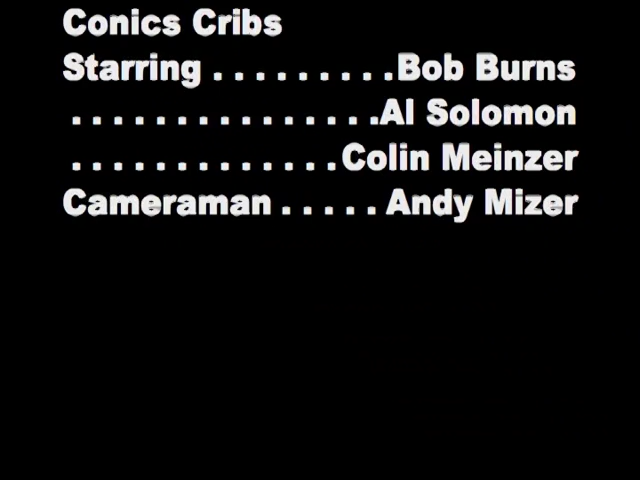 Conics Cribs
Starring . . . . . . . . .Bob Burns
. . . . . . . . . . . . . . .Al Solomon
. . . . . . . . . . . . .Colin Meinzer
Cameraman . . . . . Andy Mizer